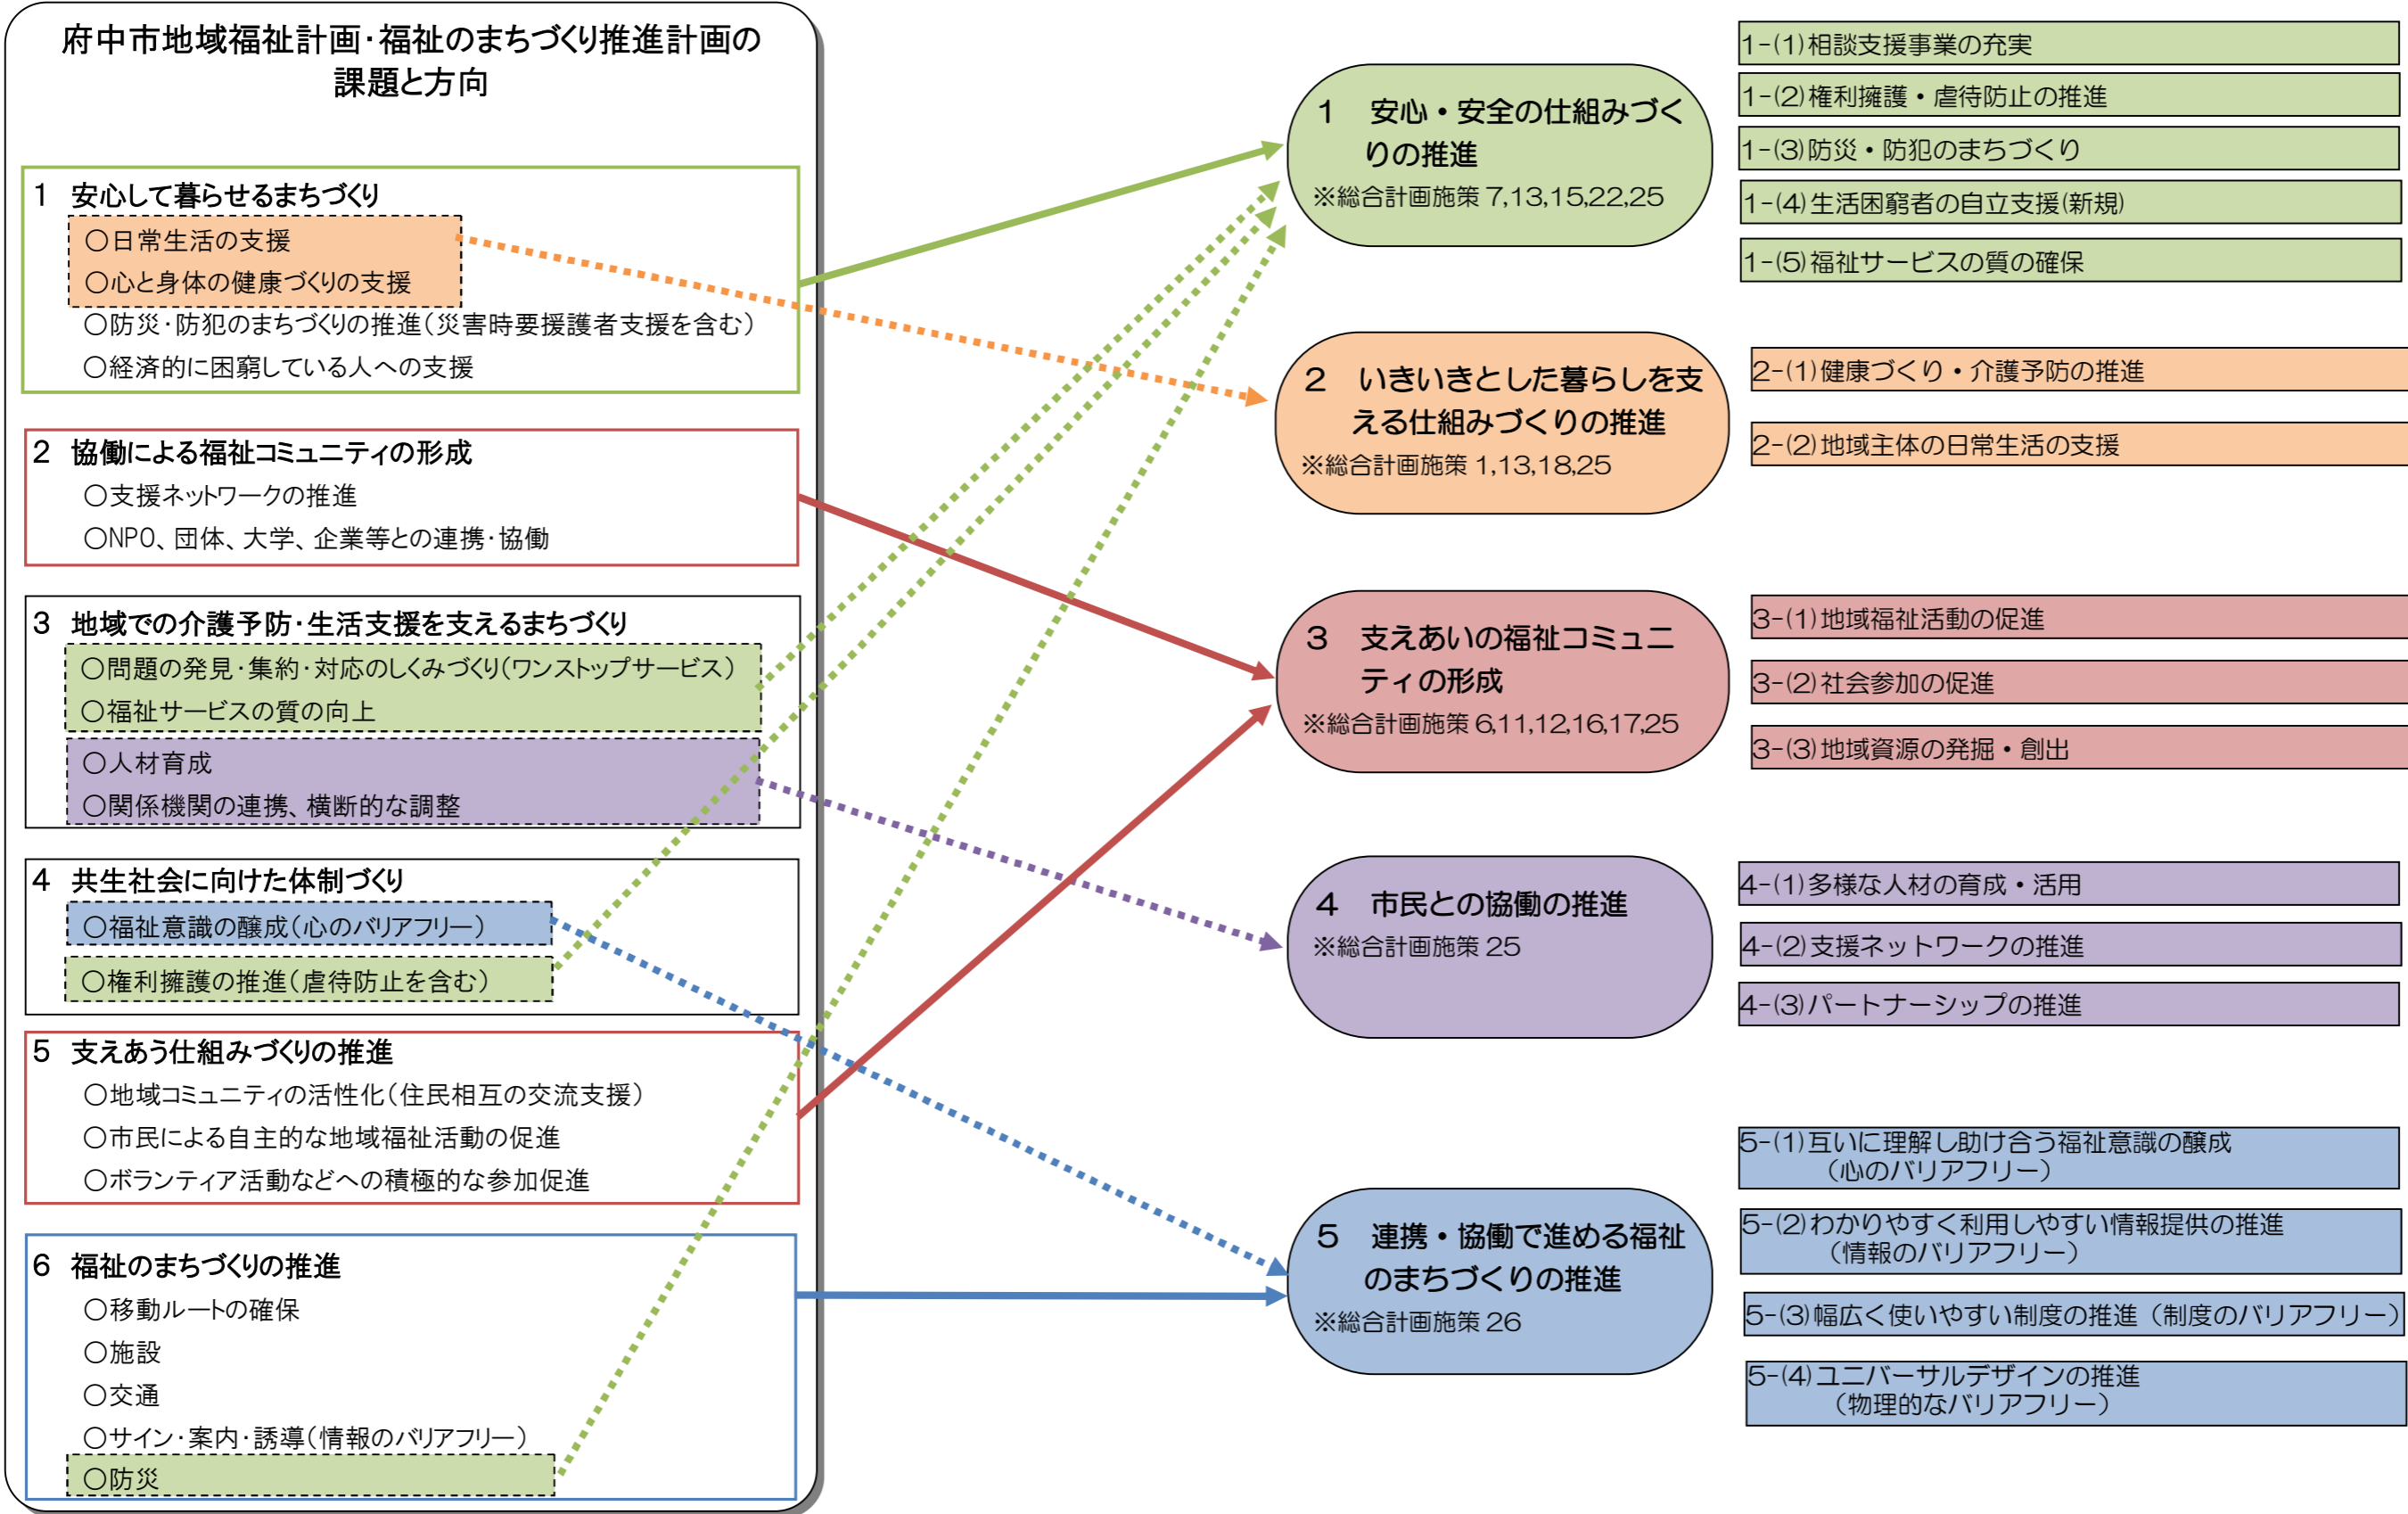 府中市地域福祉計画･福祉のまちづくり推進計画の
課題と方向
1 安心して暮らせるまちづくり
○日常生活の支援
○心と身体の健康づくりの支援
○防災･防犯のまちづくりの推進(災害時要援護者支援を含む)
○経済的に困窮している人への支援
2 協働による福祉コミュニティの形成
○支援ネットワークの推進
○NPO、団体、大学、企業等との連携･協働
3 地域での介護予防･生活支援を支えるまちづくり
○問題の発見･集約･対応のしくみづくり(ワンストップサービス)
○福祉サービスの質の向上
○人材育成
○関係機関の連携、横断的な調整
4 共生社会に向けた体制づくり
○福祉意識の醸成(心のバリアフリー)
○権利擁護の推進(虐待防止を含む)
5 支えあう仕組みづくりの推進
○地域コミュニティの活性化(住民相互の交流支援)
○市民による自主的な地域福祉活動の促進
○ボランティア活動などへの積極的な参加促進
6 福祉のまちづくりの推進
○移動ルートの確保
○施設
○交通
○サイン･案内･誘導(情報のバリアフリー)
○防災
1 安心・安全の仕組みづく
りの推進
※総合計画施策 7,13,15,22,25
2 いきいきとした暮らしを支
える仕組みづくりの推進
※総合計画施策 1,13,18,25
3 支えあいの福祉コミュニ
ティの形成
※総合計画施策 6,11,12,16,17,25
4 市民との協働の推進
※総合計画施策 25
5 連携・協働で進める福祉
のまちづくりの推進
※総合計画施策 26
1-(1)相談支援事業の充実
1-(2)権利擁護・虐待防止の推進
1-(3)防災・防犯のまちづくり
1-(4)生活困窮者の自立支援(新規)
1-(5)福祉サービスの質の確保
2-(1)健康づくり・介護予防の推進
2-(2)地域主体の日常生活の支援
3-(1)地域福祉活動の促進
3-(2)社会参加の促進
3-(3)地域資源の発掘・創出
4-(1)多様な人材の育成・活用
4-(2)支援ネットワークの推進
4-(3)パートナーシップの推進
5-(1)互いに理解し助け合う福祉意識の醸成
(心のバリアフリー)
5-(2)わかりやすく利用しやすい情報提供の推進
(情報のバリアフリー)
5-(3)幅広く使いやすい制度の推進(制度のバリアフリー)
5-(4)ユニバーサルデザインの推進
(物理的なバリアフリー)